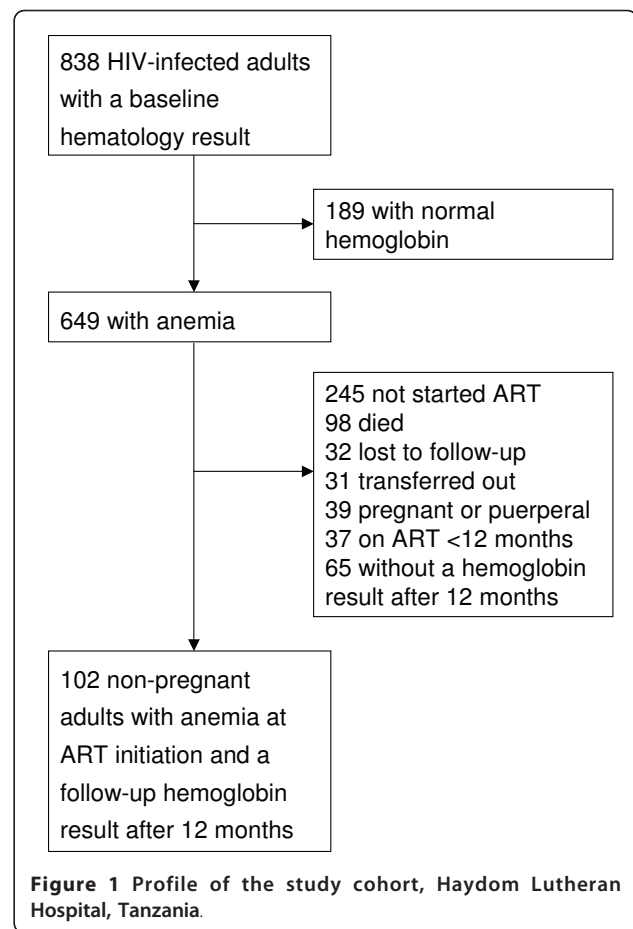 838 HIV-infected adults
with a baseline
hematology result
189 with normal
hemoglobin
649 with anemia
245 not started ART
98 died
32 lost to follow-up
31 transferred out
39 pregnant or puerperal
37 on ART <12 months
65 without a hemoglobin
result after 12 months
102 non-pregnant
adults with anemia at
ART initiation and a
follow-up hemoglobin
result after 12 months
Figure 1 Profile of the study cohort, Haydom Lutheran
Hospital, Tanzania.